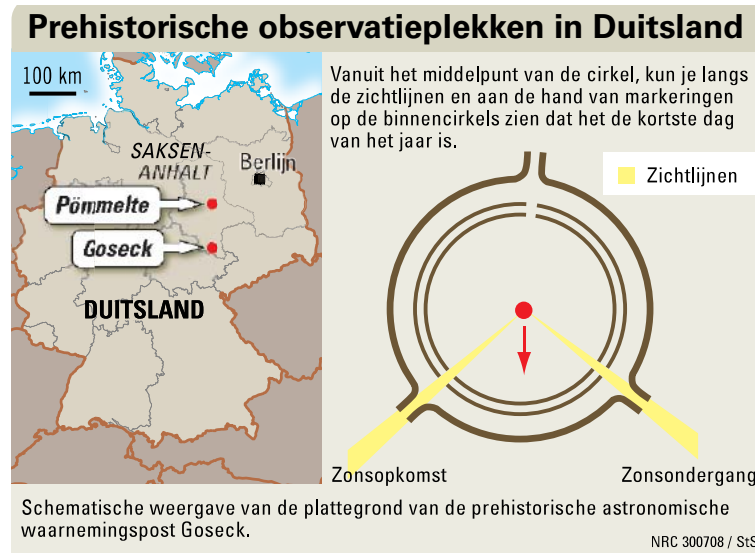 Prehistorische observatieplekken in Duitsland
100 km
SAKSEN-
ANHALT
Berlijn
Pömmelte
Goseck
DUITSLAND
Vanuit het middelpunt van de cirkel, kun je langs
de zichtlijnen en aan de hand van markeringen
op de binnencirkels zien dat het de kortste dag
van het jaar is.
Zichtlijnen
Zonsopkomst
Zonsondergang
Schematische weergave van de plattegrond van de prehistorische astronomische
waarnemingspost Goseck.
NRC 300708 / StS